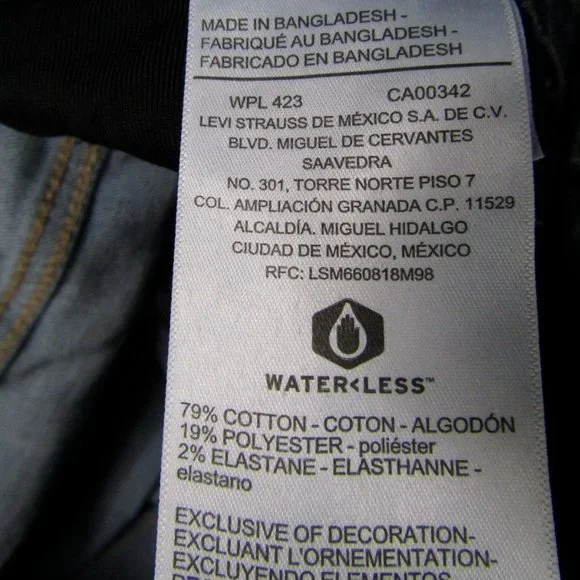 MADE IN BANGLADESH -
FABRIQUÉ AU BANGLADESH -
FABRICADO EN BANGLADESH
WPL 423 CA00342
LEVI STRAUSS DE MÉXICO S.A. DE C.V.
BLVD. MIGUEL DE CERVANTES
SAAVEDRA
NO. 301, TORRE NORTE PISO 7
COL. AMPLIACIÓN GRANADA C.P. 11529
ALCALDÍA. MIGUEL HIDALGO
CIUDAD DE MÉXICO, MÉXICO
RFC: LSM660818M98
WATER<LESS™
79% COTTON - COTON - ALGODÓN
19% POLYESTER - poliéster
2% ELASTANE - ELASTHANNE -
elastano
EXCLUSIVE OF DECORATION-
EXCLUANT L'ORNEMENTATION-
EXCLUYENDO ELEMENTOS